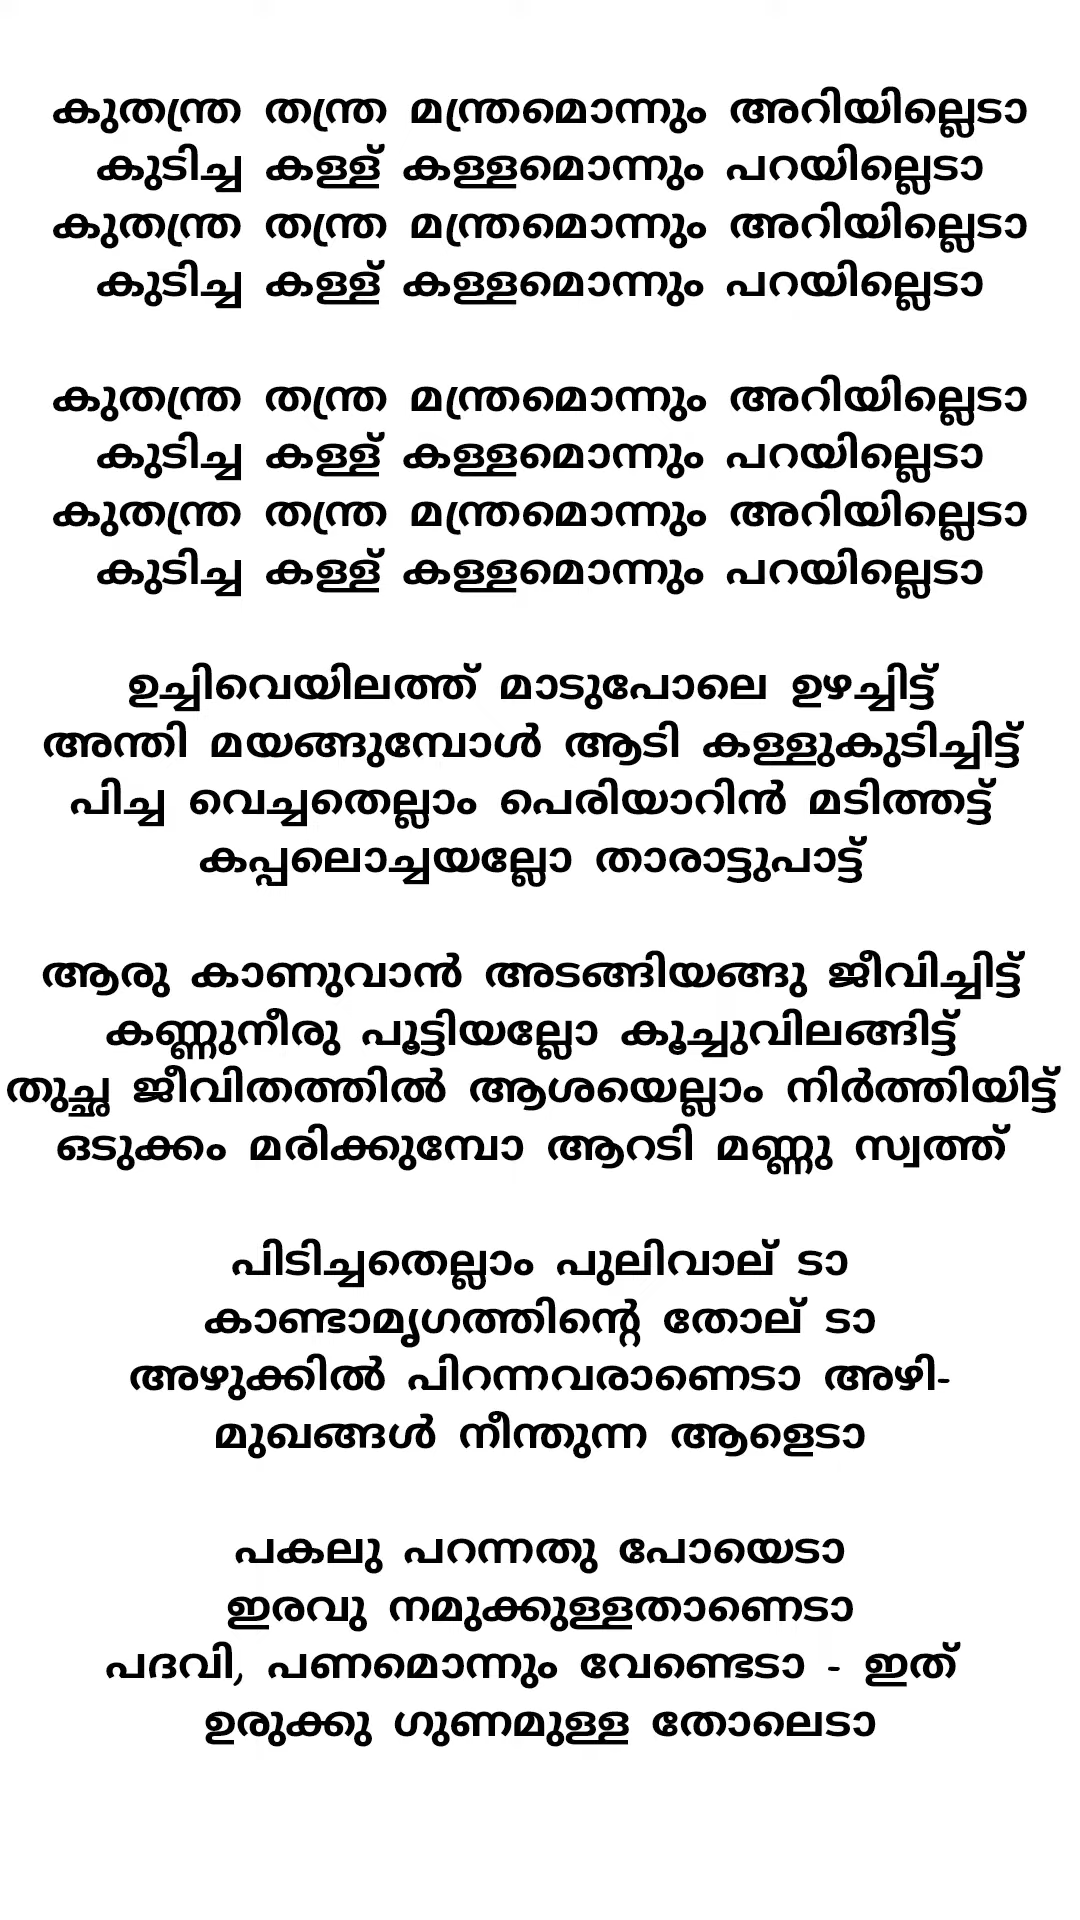 കുതന്ത്ര തന്ത്ര മന്ത്രമൊന്നും അറിയില്ലെടാ
കുടിച്ച കള്ള് കള്ളമൊന്നും പറയില്ലെടാ
കുതന്ത്ര തന്ത്ര മന്ത്രമൊന്നും അറിയില്ലെടാ
കുടിച്ച കള്ള് കള്ളമൊന്നും പറയില്ലെടാ

കുതന്ത്ര തന്ത്ര മന്ത്രമൊന്നും അറിയില്ലെടാ
കുടിച്ച കള്ള് കള്ളമൊന്നും പറയില്ലെടാ
കുതന്ത്ര തന്ത്ര മന്ത്രമൊന്നും അറിയില്ലെടാ
കുടിച്ച കള്ള് കള്ളമൊന്നും പറയില്ലെടാ

ഉച്ചിവെയിലത്ത് മാടുപോലെ ഉഴച്ചിട്ട്
അന്തി മയങ്ങുമ്പോൾ ആടി കള്ളുകുടിച്ചിട്ട്
പിച്ച വെച്ചതെല്ലാം പെരിയാറിൻ മടിത്തട്ട്
കപ്പലൊച്ചയല്ലോ താരാട്ടുപാട്ട്

ആരു കാണുവാൻ അടങ്ങിയങ്ങു ജീവിച്ചിട്ട്
കണ്ണുനീരു പൂട്ടിയല്ലോ കൂച്ചുവിലങ്ങിട്ട്
തുച്ഛ ജീവിതത്തിൽ ആശയെല്ലാം നിർത്തിയിട്ട്
ഒടുക്കം മരിക്കുമ്പോ ആറടി മണ്ണു സ്വത്ത്

പിടിച്ചതെല്ലാം പുലിവാല് ടാ
കാണ്ടാമൃഗത്തിന്റെ തോല് ടാ
അഴുക്കിൽ പിറന്നവരാണെടാ അഴി-
മുഖങ്ങൾ നീന്തുന്ന ആളെടാ

പകലു പറന്നതു പോയെടാ
ഇരവു നമുക്കുള്ളതാണെടാ
പദവി, പണമൊന്നും വേണ്ടെടാ - ഇത്
ഉരുക്കു ഗുണമുള്ള തോലെടാ